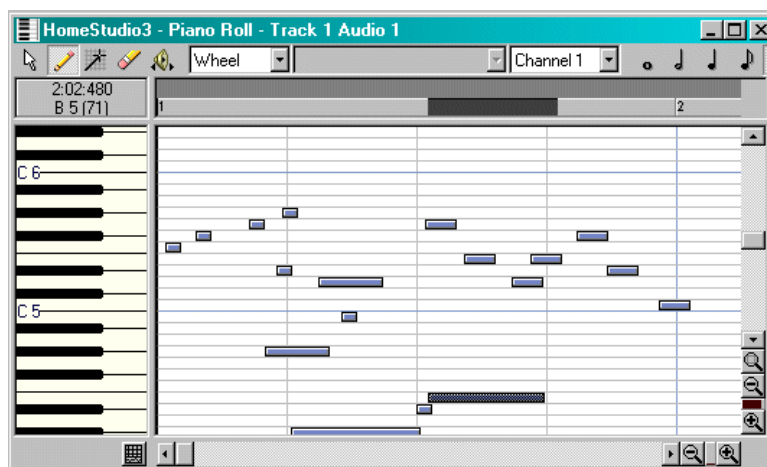 HomeStudio3 - Piano Roll - Track 1 Audio 1
Wheel Channel 1
2:02:480
B 5 (71)
1 2
C 6
C 5